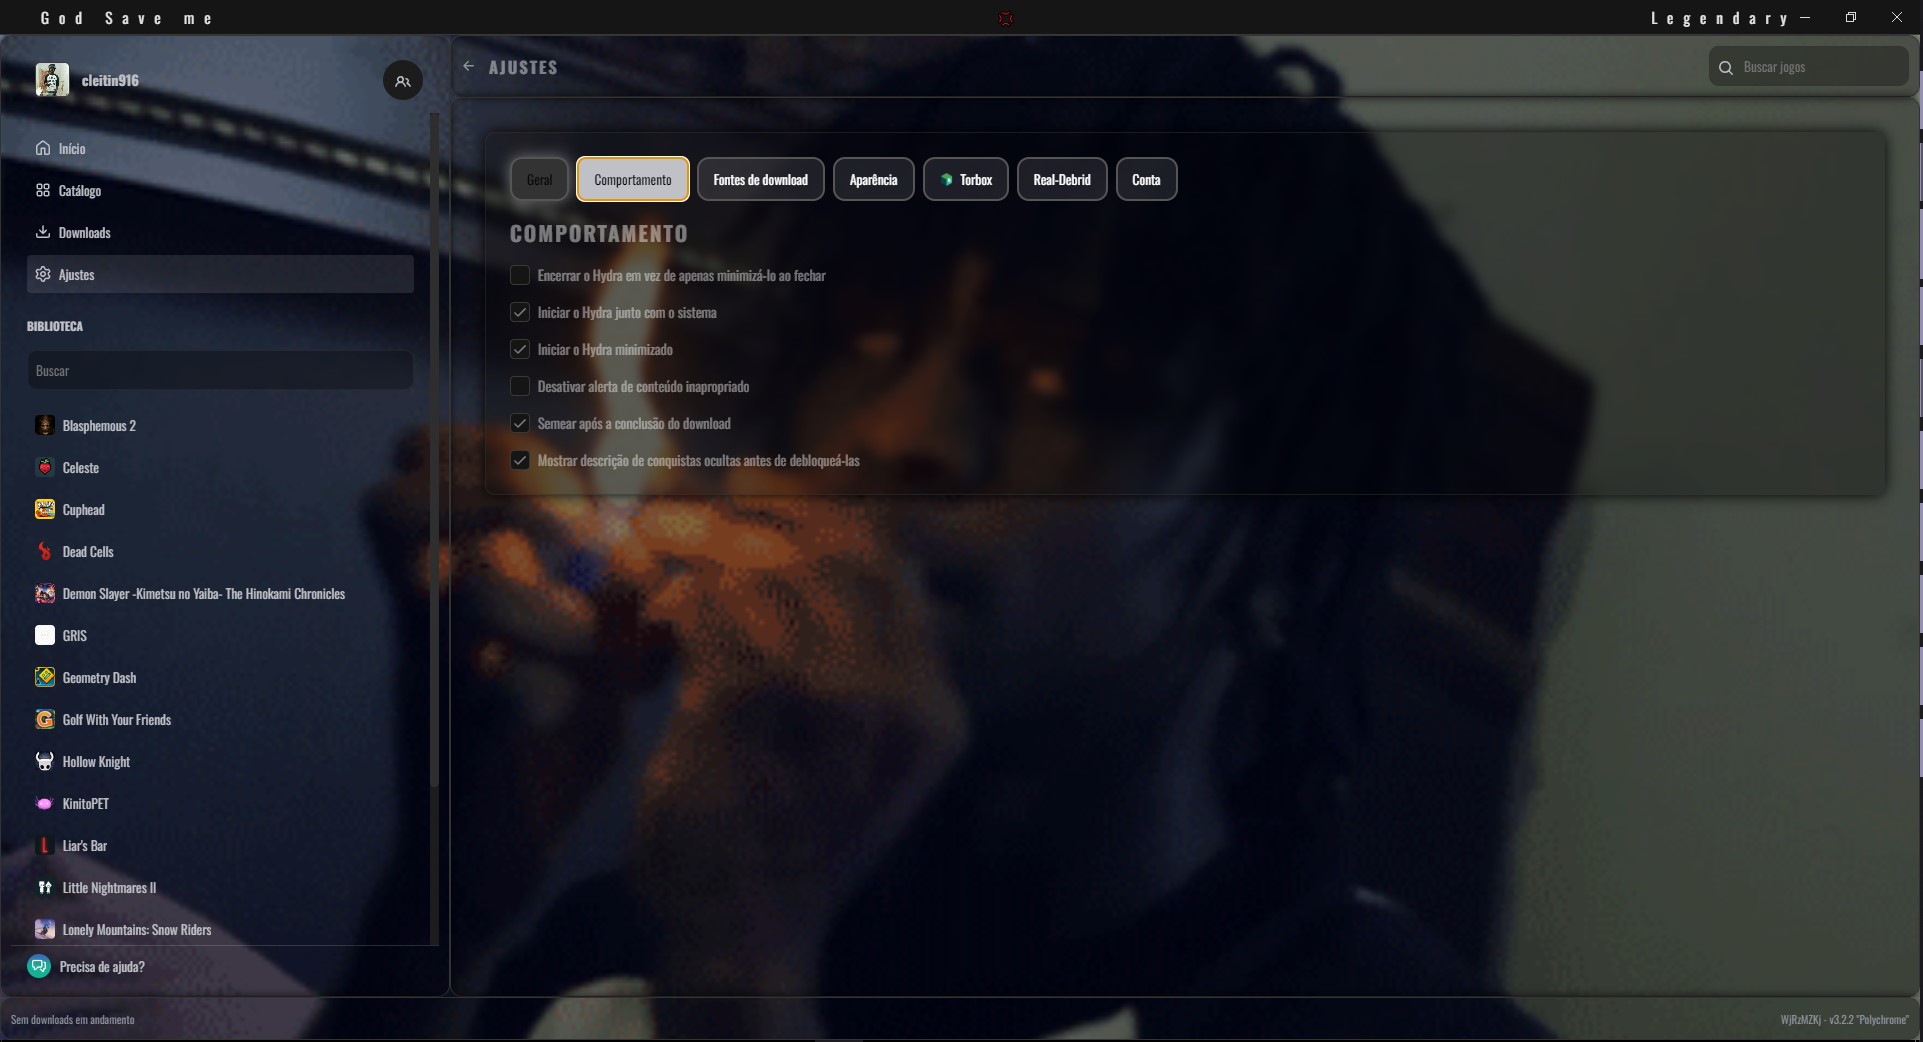 God Save me
Legendary
cleitin916
Início
Catálogo
Downloads
Ajustes
BIBLIOTECA
Buscar
Blasphemous 2
Celeste
Cuphead
Dead Cells
Demon Slayer -Kimetsu no Yaiba- The Hinokami Chronicles
GRIS
Geometry Dash
Golf With Your Friends
Hollow Knight
KinitoPET
Liar's Bar
Little Nightmares II
Lonely Mountains: Snow Riders
Precisa de ajuda?
AJUSTES
Buscar jogos
Geral
Comportamento
Fontes de download
Aparência
Torbox
Real-Debrid
Conta
COMPORTAMENTO
Encerrar o Hydra em vez de apenas minimizá-lo ao fechar
Iniciar o Hydra junto com o sistema
Iniciar o Hydra minimizado
Desativar alerta de conteúdo inapropriado
Semear após a conclusão do download
Mostrar descrição de conquistas ocultas antes de debloqueá-las
Sem downloads em andamento
WjRzMZKj - v3.2.2 "Polychrome"